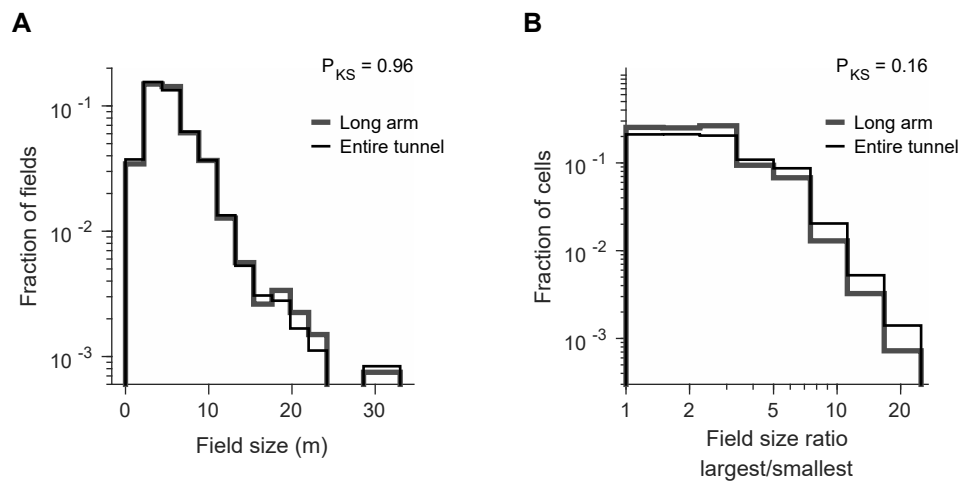 A
P_KS = 0.96
Long arm
Entire tunnel
Fraction of fields
10^-1
10^-2
10^-3
0 10 20 30
Field size (m)
B
P_KS = 0.16
Long arm
Entire tunnel
Fraction of cells
10^-1
10^-2
10^-3
1 2 5 10 20
Field size ratio
largest/smallest